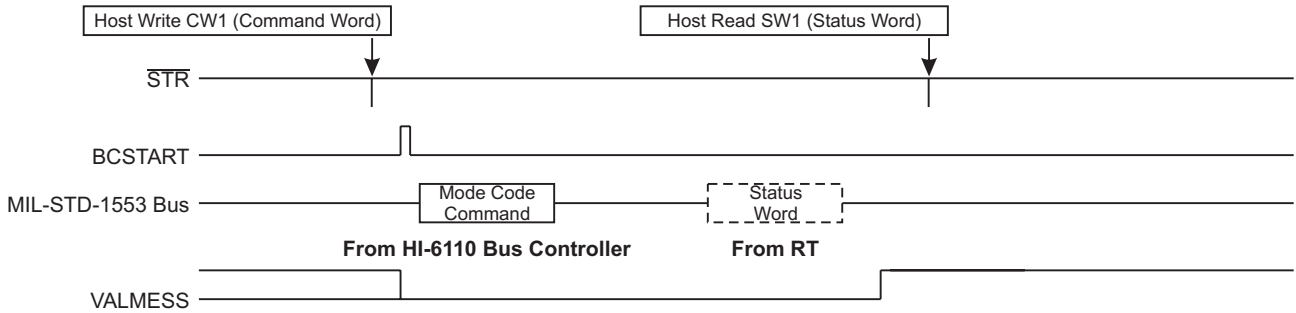 Host Write CW1 (Command Word)
Host Read SW1 (Status Word)
STR
BCSTART
MIL-STD-1553 Bus
Mode Code
Command
Status
Word
From HI-6110 Bus Controller
From RT
VALMESS